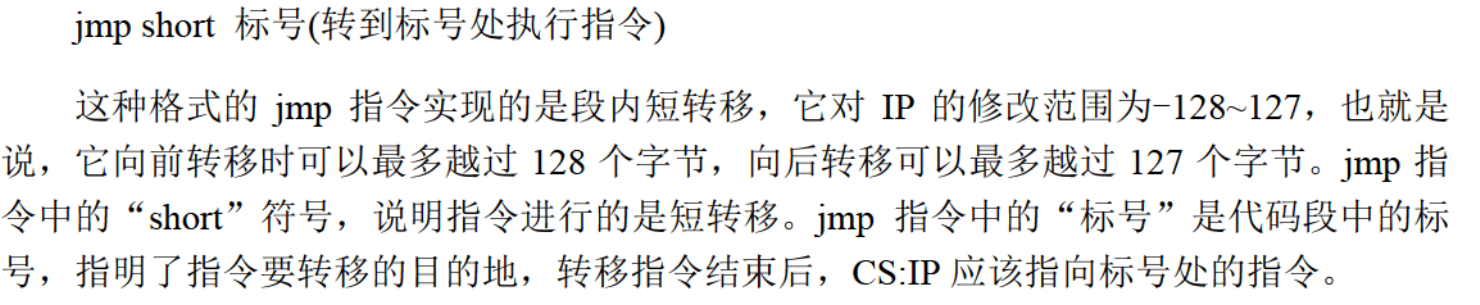 jmp short 标号(转到标号处执行指令)
这种格式的 jmp 指令实现的是段内短转移，它对 IP 的修改范围为−128~127，也就是
说，它向前转移时可以最多越过 128 个字节，向后转移可以最多越过 127 个字节。jmp 指
令中的“short”符号，说明指令进行的是短转移。jmp 指令中的“标号”是代码段中的标
号，指明了指令要转移的目的地，转移指令结束后，CS:IP 应该指向标号处的指令。